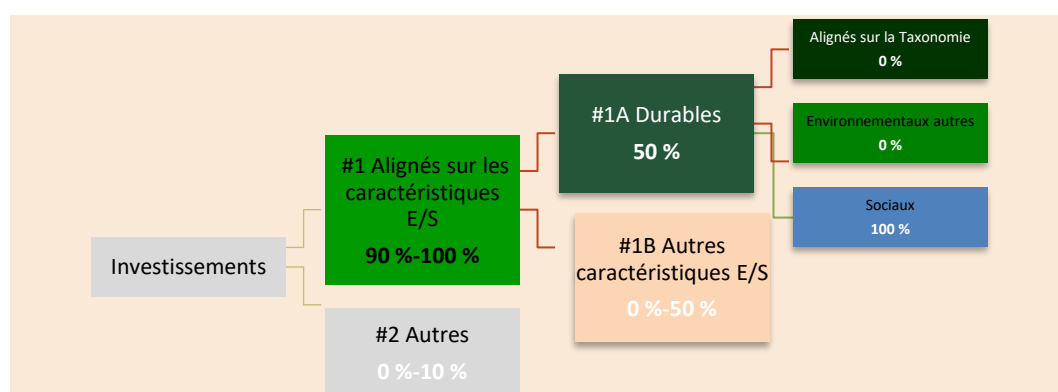 Investissements
#1 Alignés sur les
caractéristiques
E/S
90 %-100 %
#2 Autres
0 %-10 %
#1A Durables
50 %
#1B Autres
caractéristiques E/S
0 %-50 %
Alignés sur la Taxonomie
0 %
Environnementaux autres
0 %
Sociaux
100 %